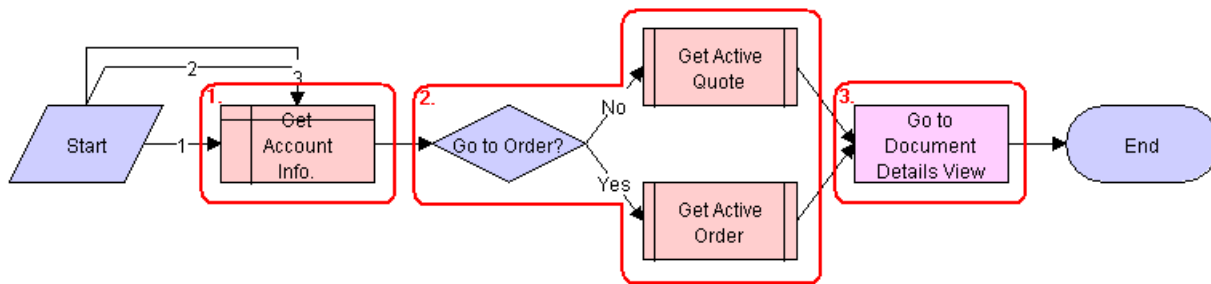 2
3
1.
Start
1
Get
Account
Info.
2.
Go to Order?
No
Yes
Get Active
Quote
Get Active
Order
3.
Go to
Document
Details View
End